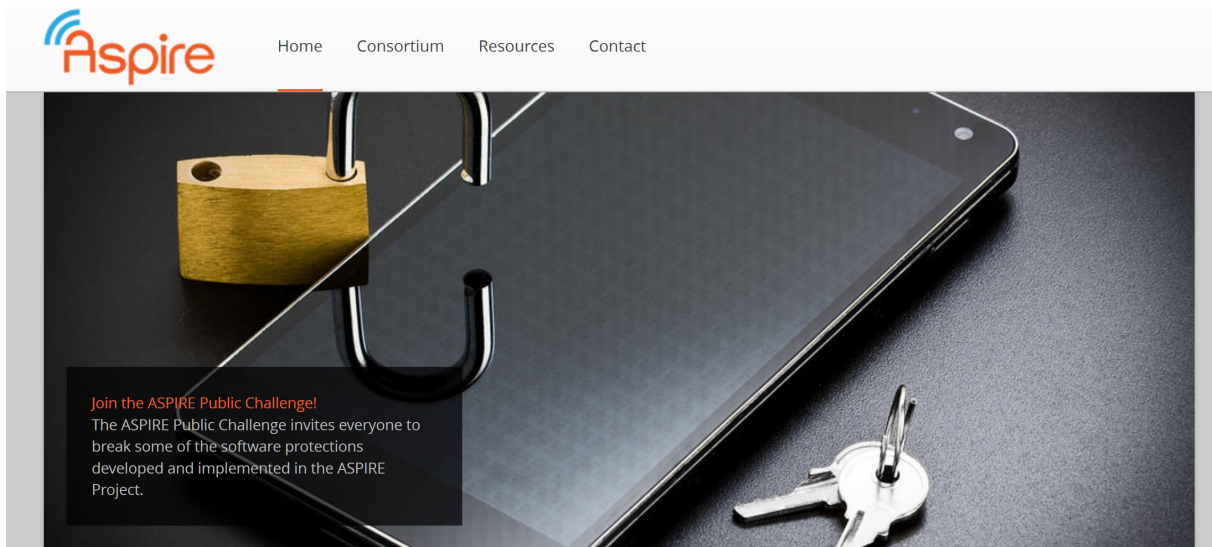 Aspire
Home Consortium Resources Contact
Join the ASPIRE Public Challenge!
The ASPIRE Public Challenge invites everyone to
break some of the software protections
developed and implemented in the ASPIRE
Project.